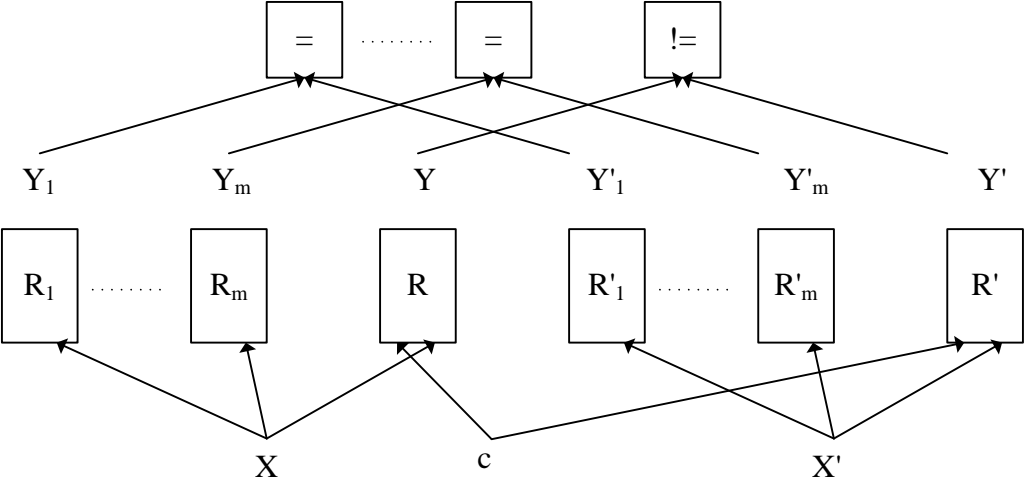 = ........ = !=
Y₁ Yₘ Y Y'₁ Y'ₘ Y'
R₁ ........ Rₘ R R'₁ ........ R'ₘ R'
X c X'